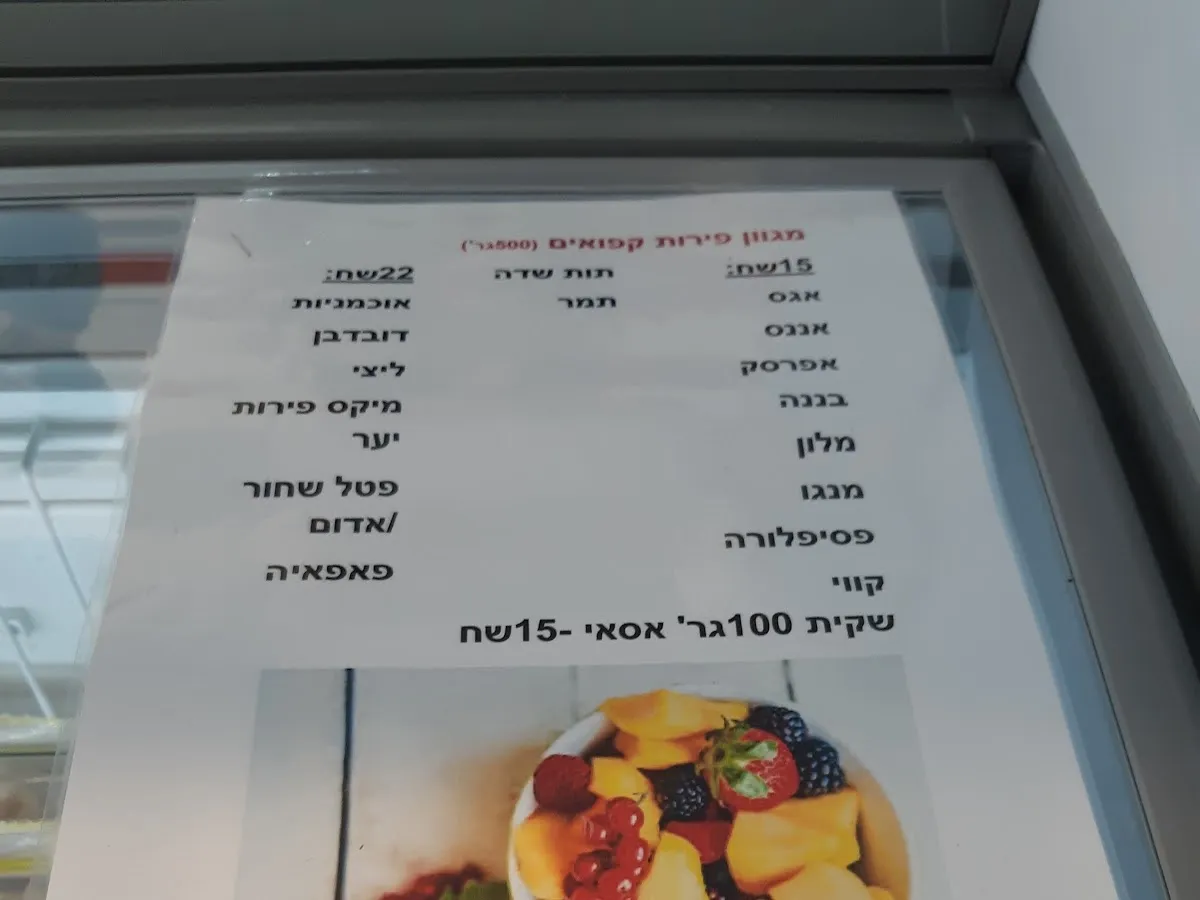 מגוון פירות קפואים (500גר')
15שח:
אגס
אננס
אפרסק
בננה
מלון
מנגו
פסיפלורה
קווי
תות שדה
תמר
22שח:
אוכמניות
דובדבן
ליצי
מיקס פירות
יער
פטל שחור
/אדום
פאפאיה
שקית 100גר' אסאי -15שח